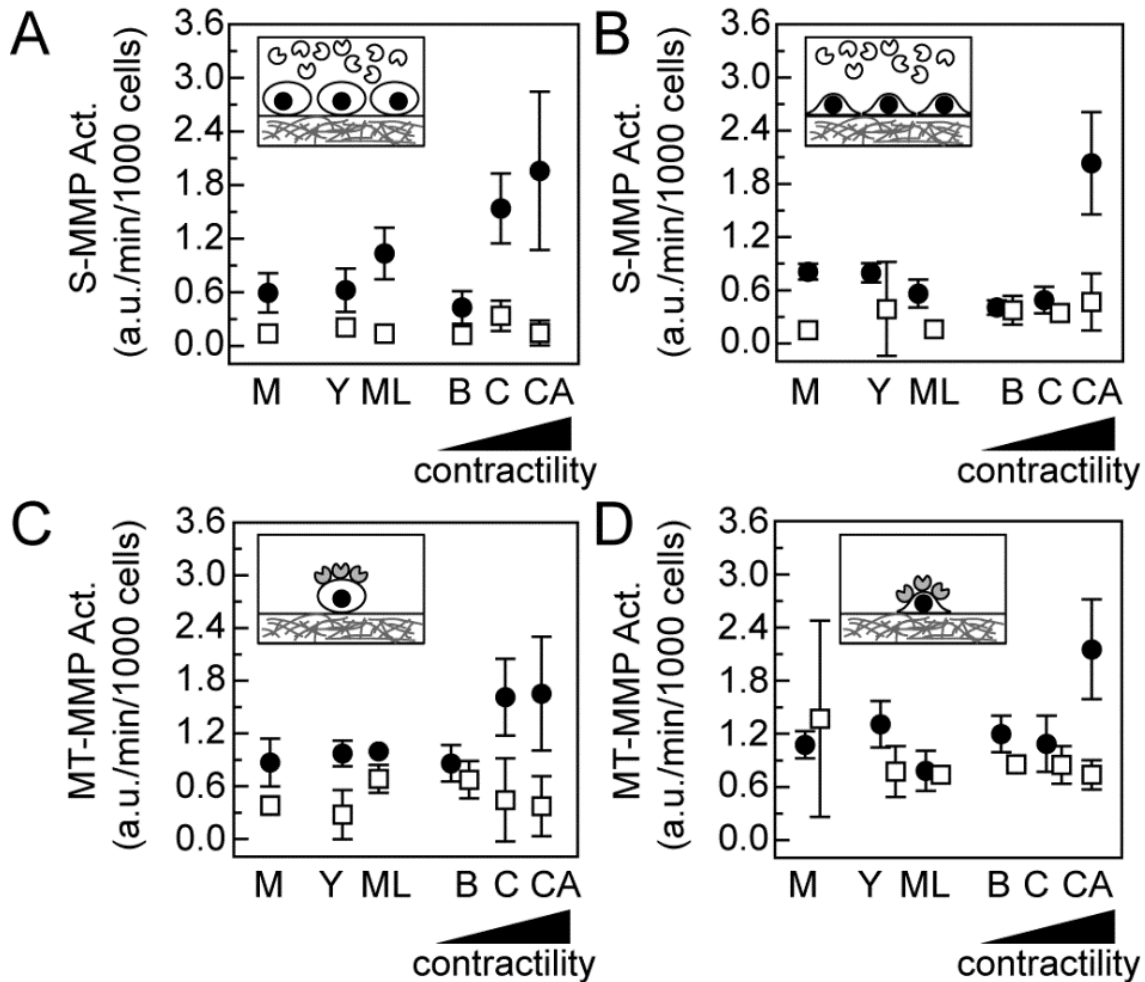 A
S-MMP Act.
(a.u./min/1000 cells)
3.6
3.0
2.4
1.8
1.2
0.6
0.0
M Y ML B C CA
contractility
B
S-MMP Act.
(a.u./min/1000 cells)
3.6
3.0
2.4
1.8
1.2
0.6
0.0
M Y ML B C CA
contractility
C
MT-MMP Act.
(a.u./min/1000 cells)
3.6
3.0
2.4
1.8
1.2
0.6
0.0
M Y ML B C CA
contractility
D
MT-MMP Act.
(a.u./min/1000 cells)
3.6
3.0
2.4
1.8
1.2
0.6
0.0
M Y ML B C CA
contractility